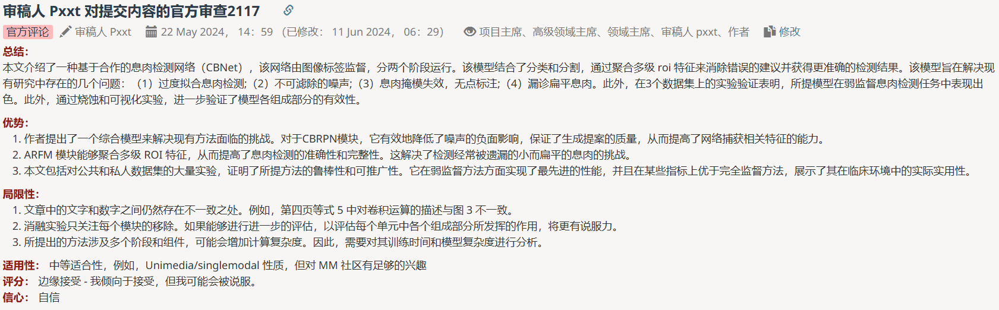 审稿人 Pxxt 对提交内容的官方审查2117
官方评论 审稿人 Pxxt 22 May 2024, 14：59 （已修改： 11 Jun 2024, 06：29） 项目主席、高级领域主席、领域主席、审稿人 pxxt、作者 修改
总结：
本文介绍了一种基于合作的息肉检测网络（CBNet），该网络由图像标签监督，分两个阶段运行。该模型结合了分类和分割，通过聚合多级 roi 特征来消除错误的建议并获得更准确的检测结果。该模型旨在解决现
有研究中存在的几个问题：（1）过度拟合息肉检测;（2）不可滤除的噪声;（3）息肉掩模失效，无点标注;（4）漏诊扁平息肉。此外，在3个数据集上的实验验证表明，所提模型在弱监督息肉检测任务中表现出
色。此外，通过烧蚀和可视化实验，进一步验证了模型各组成部分的有效性。
优势：
1. 作者提出了一个综合模型来解决现有方法面临的挑战。对于CBRPN模块，它有效地降低了噪声的负面影响，保证了生成提案的质量，从而提高了网络捕获相关特征的能力。
2. ARFM 模块能够聚合多级 ROI 特征，从而提高了息肉检测的准确性和完整性。这解决了检测经常被遗漏的小而扁平的息肉的挑战。
3. 本文包括对公共和私人数据集的大量实验，证明了所提方法的鲁棒性和可推广性。它在弱监督方法方面实现了最先进的性能，并且在某些指标上优于完全监督方法，展示了其在临床环境中的实际实用性。
局限性：
1. 文章中的文字和数字之间仍然存在不一致之处。例如，第四页等式 5 中对卷积运算的描述与图 3 不一致。
2. 消融实验只关注每个模块的移除。如果能够进行进一步的评估，以评估每个单元中各个组成部分所发挥的作用，将更有说服力。
3. 所提出的方法涉及多个阶段和组件，可能会增加计算复杂度。因此，需要对其训练时间和模型复杂度进行分析。
适用性： 中等适合性，例如，Unimedia/singlemodal 性质，但对 MM 社区有足够的兴趣
评分： 边缘接受 - 我倾向于接受，但我可能会被说服。
信心： 自信